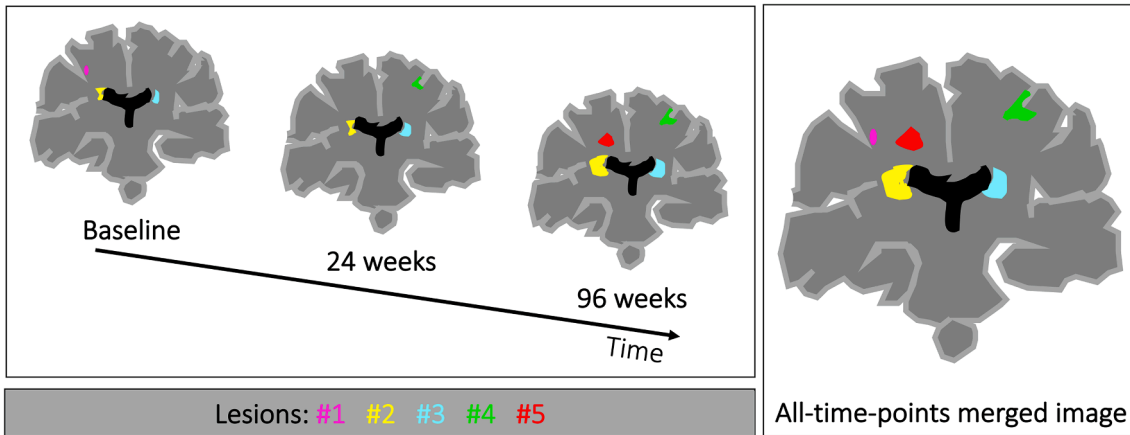 Baseline
24 weeks
96 weeks
Time
Lesions: #1 #2 #3 #4 #5
All-time-points merged image